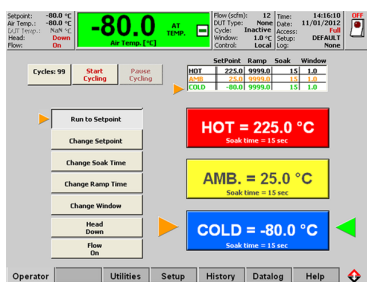 Setpoint: -80.0 °C
Air Temp.: -80.0 °C
DUT Temp.: NaN °C
Head: Down
Flow: On
-80.0 AT TEMP.
Air Temp. [°C]
Flow (scfm): 12
DUT Type: None
Cycle: Inactive
Window: 1.0 °C
Control: Local
Time: 14:16:10
Date: 11/01/2012
Access: Full
Setup: DEFAULT
Log: None
OFF
Cycles: 99
Start Cycling
Pause Cycling
SetPoint Ramp Soak Window
HOT 225.0 9999.0 15 1.0
AMB 25.0 9999.0 15 1.0
COLD -80.0 9999.0 15 1.0
Run to Setpoint
Change Setpoint
Change Soak Time
Change Ramp Time
Change Window
Head
Down
Flow
On
HOT = 225.0 °C
Soak time = 15 sec
AMB. = 25.0 °C
Soak time = 15 sec
COLD = -80.0 °C
Soak time = 15 sec
Operator Utilities Setup History Datalog Help